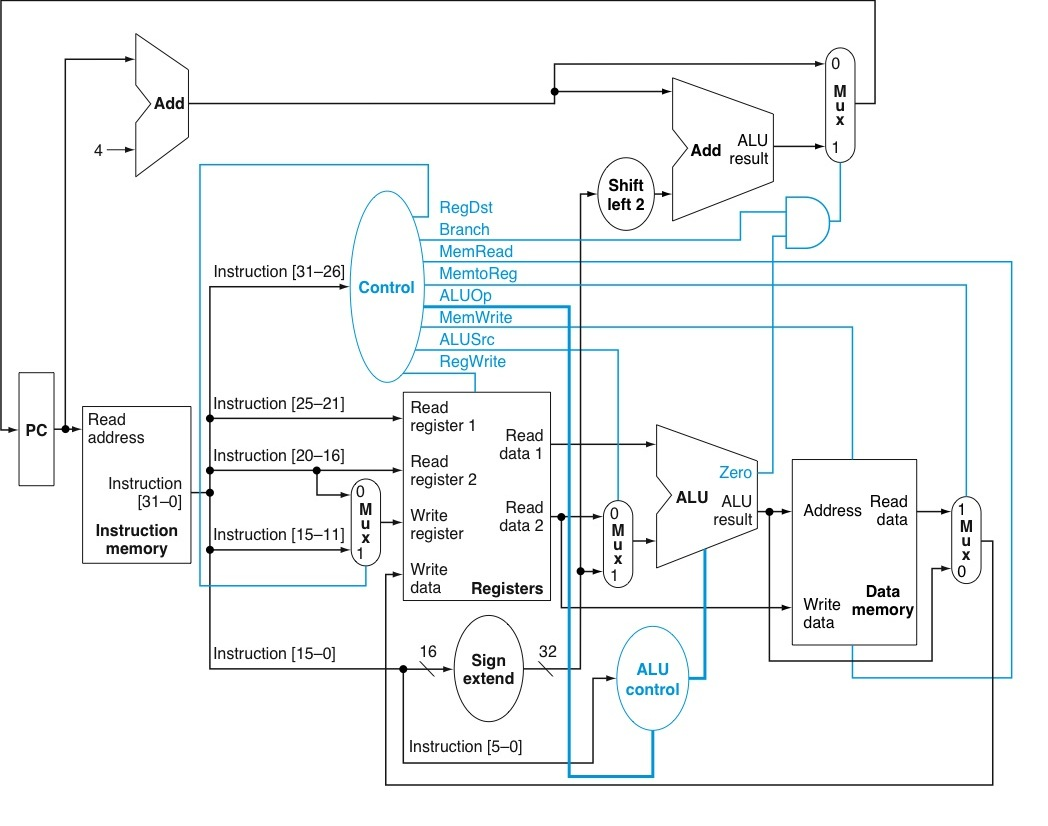 0
M
u
x
1
Add
4
Add
ALU
result
Shift
left 2
RegDst
Branch
MemRead
MemtoReg
ALUOp
MemWrite
ALUSrc
RegWrite
Control
Instruction [31–26]
Instruction [25–21]
Instruction [20–16]
Instruction [15–11]
Instruction [15–0]
Instruction [5–0]
PC
Read
address
Instruction
[31–0]
Instruction
memory
0
M
u
x
1
Read
register 1
Read
register 2
Write
register
Write
data
Read
data 1
Read
data 2
Registers
0
M
u
x
1
Zero
ALU
ALU
result
Address
Read
data
Write
data
Data
memory
1
M
u
x
0
16
Sign
extend
32
ALU
control